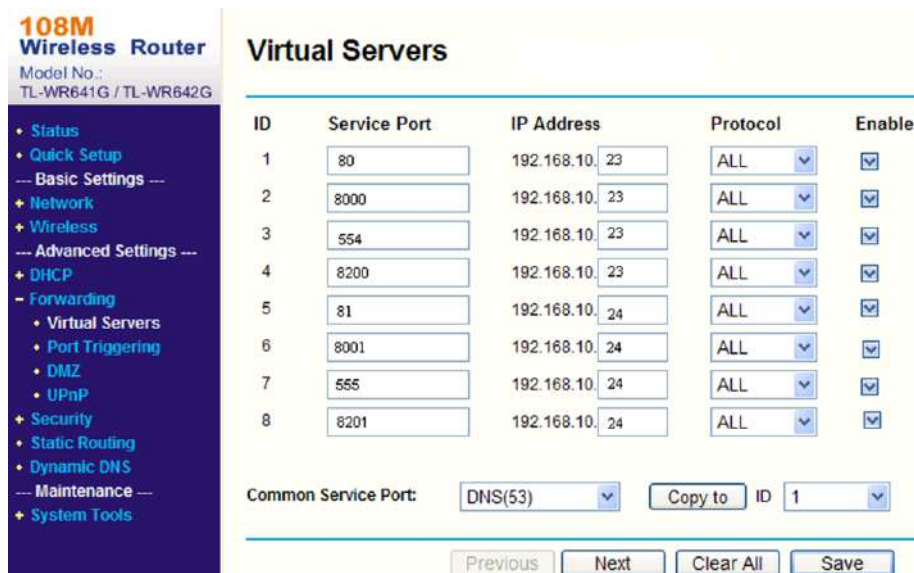 108M
Wireless Router
Model No.:
TL-WR641G / TL-WR642G
• Status
• Quick Setup
--- Basic Settings ---
+ Network
+ Wireless
--- Advanced Settings ---
+ DHCP
– Forwarding
• Virtual Servers
• Port Triggering
• DMZ
• UPnP
+ Security
• Static Routing
• Dynamic DNS
--- Maintenance ---
+ System Tools
Virtual Servers
ID Service Port IP Address Protocol Enable
1 80 192.168.10. 23 ALL
2 8000 192.168.10. 23 ALL
3 554 192.168.10. 23 ALL
4 8200 192.168.10. 23 ALL
5 81 192.168.10. 24 ALL
6 8001 192.168.10. 24 ALL
7 555 192.168.10. 24 ALL
8 8201 192.168.10. 24 ALL
Common Service Port: DNS(53) Copy to ID 1
Previous Next Clear All Save